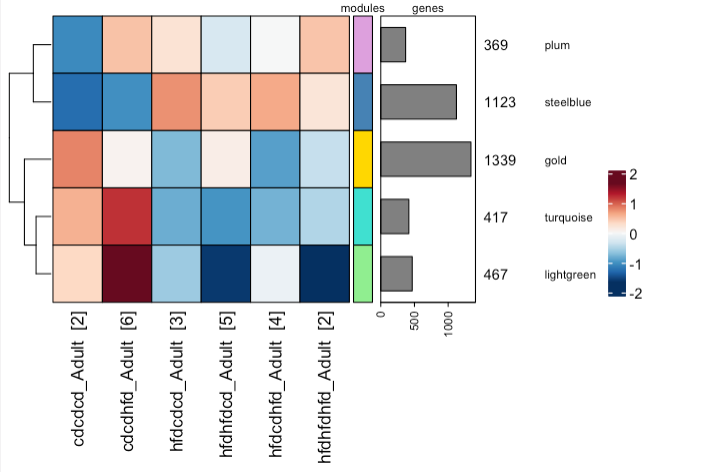 modules genes
369 plum
1123 steelblue
1339 gold
417 turquoise
467 lightgreen
2
1
0
-1
-2
0
500
1000
cdcdcd_Adult [2]
cdcdhfd_Adult [6]
hfdcdcd_Adult [3]
hfdhfdcd_Adult [5]
hfdcdhfd_Adult [4]
hfdhfdhfd_Adult [2]